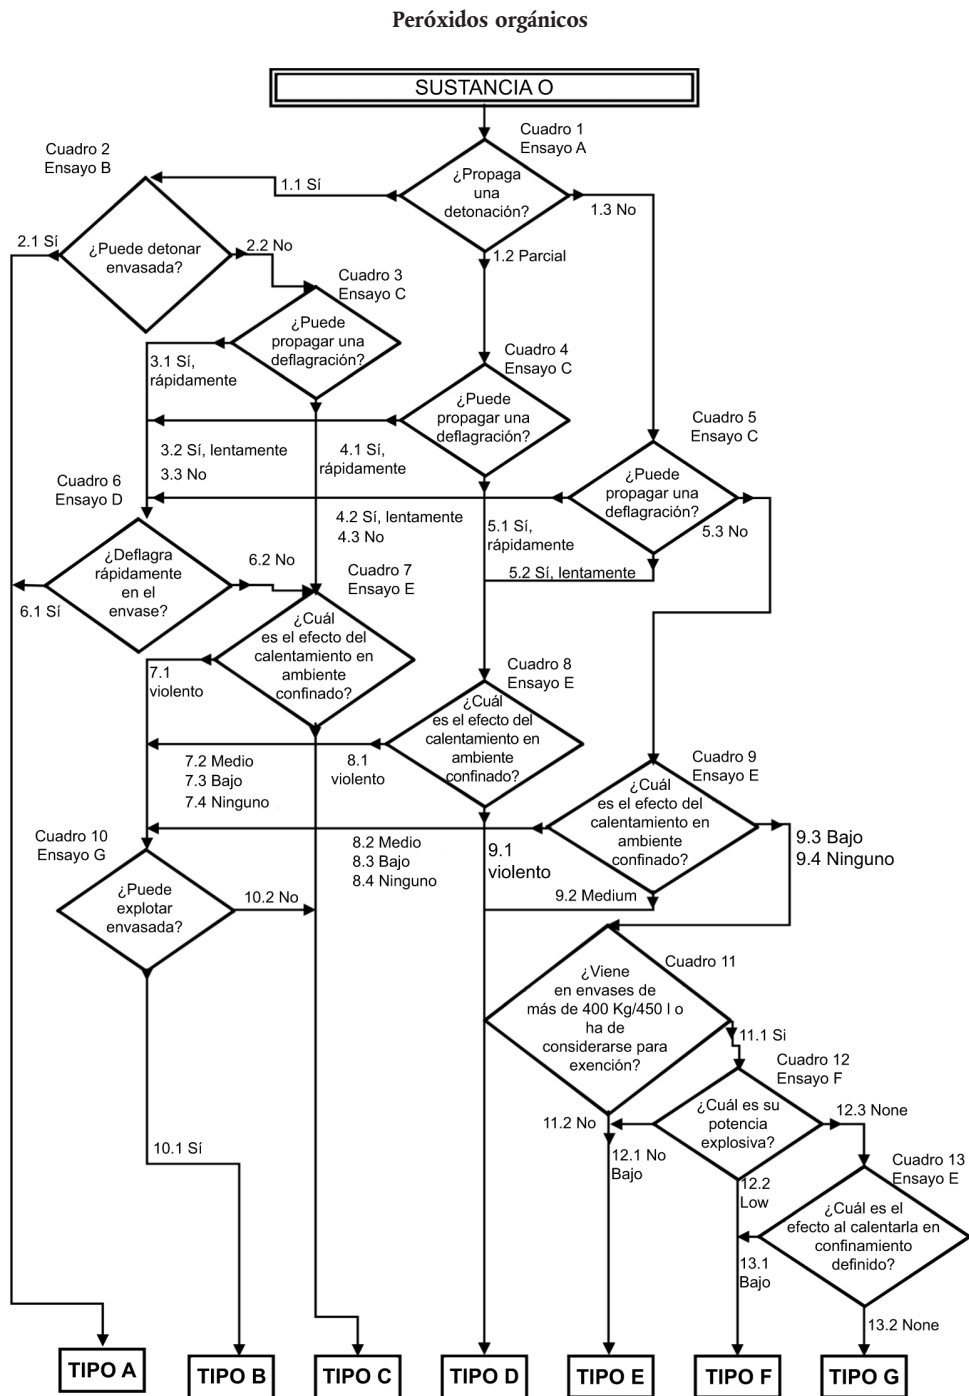 Peróxidos orgánicos
SUSTANCIA O
Cuadro 1
Ensayo A
¿Propaga
una
detonación?
1.1 Sí
1.2 Parcial
1.3 No
Cuadro 2
Ensayo B
¿Puede detonar
envasada?
2.1 Sí
2.2 No
Cuadro 3
Ensayo C
¿Puede
propagar una
deflagración?
3.1 Sí,
rápidamente
3.2 Sí, lentamente
3.3 No
Cuadro 4
Ensayo C
¿Puede
propagar una
deflagración?
4.1 Sí,
rápidamente
4.2 Sí, lentamente
4.3 No
Cuadro 5
Ensayo C
¿Puede
propagar una
deflagración?
5.1 Sí,
rápidamente
5.2 Sí, lentamente
5.3 No
Cuadro 6
Ensayo D
¿Deflagra
rápidamente
en el
envase?
6.1 Sí
6.2 No
Cuadro 7
Ensayo E
¿Cuál
es el efecto del
calentamiento en
ambiente
confinado?
7.1
violento
7.2 Medio
7.3 Bajo
7.4 Ninguno
Cuadro 8
Ensayo E
¿Cuál
es el efecto del
calentamiento en
ambiente
confinado?
8.1
violento
8.2 Medio
8.3 Bajo
8.4 Ninguno
Cuadro 9
Ensayo E
¿Cuál
es el efecto del
calentamiento en
ambiente
confinado?
9.1
violento
9.2 Medium
9.3 Bajo
9.4 Ninguno
Cuadro 10
Ensayo G
¿Puede
explotar
envasada?
10.1 Sí
10.2 No
Cuadro 11
¿Viene
en envases de
más de 400 Kg/450 l o
ha de
considerarse para
exención?
11.1 Si
11.2 No
Cuadro 12
Ensayo F
¿Cuál es su
potencia
explosiva?
12.1 No
Bajo
12.2
Low
12.3 None
Cuadro 13
Ensayo E
¿Cuál es el
efecto al calentarla en
confinamiento
definido?
13.1
Bajo
13.2 None
TIPO A
TIPO B
TIPO C
TIPO D
TIPO E
TIPO F
TIPO G